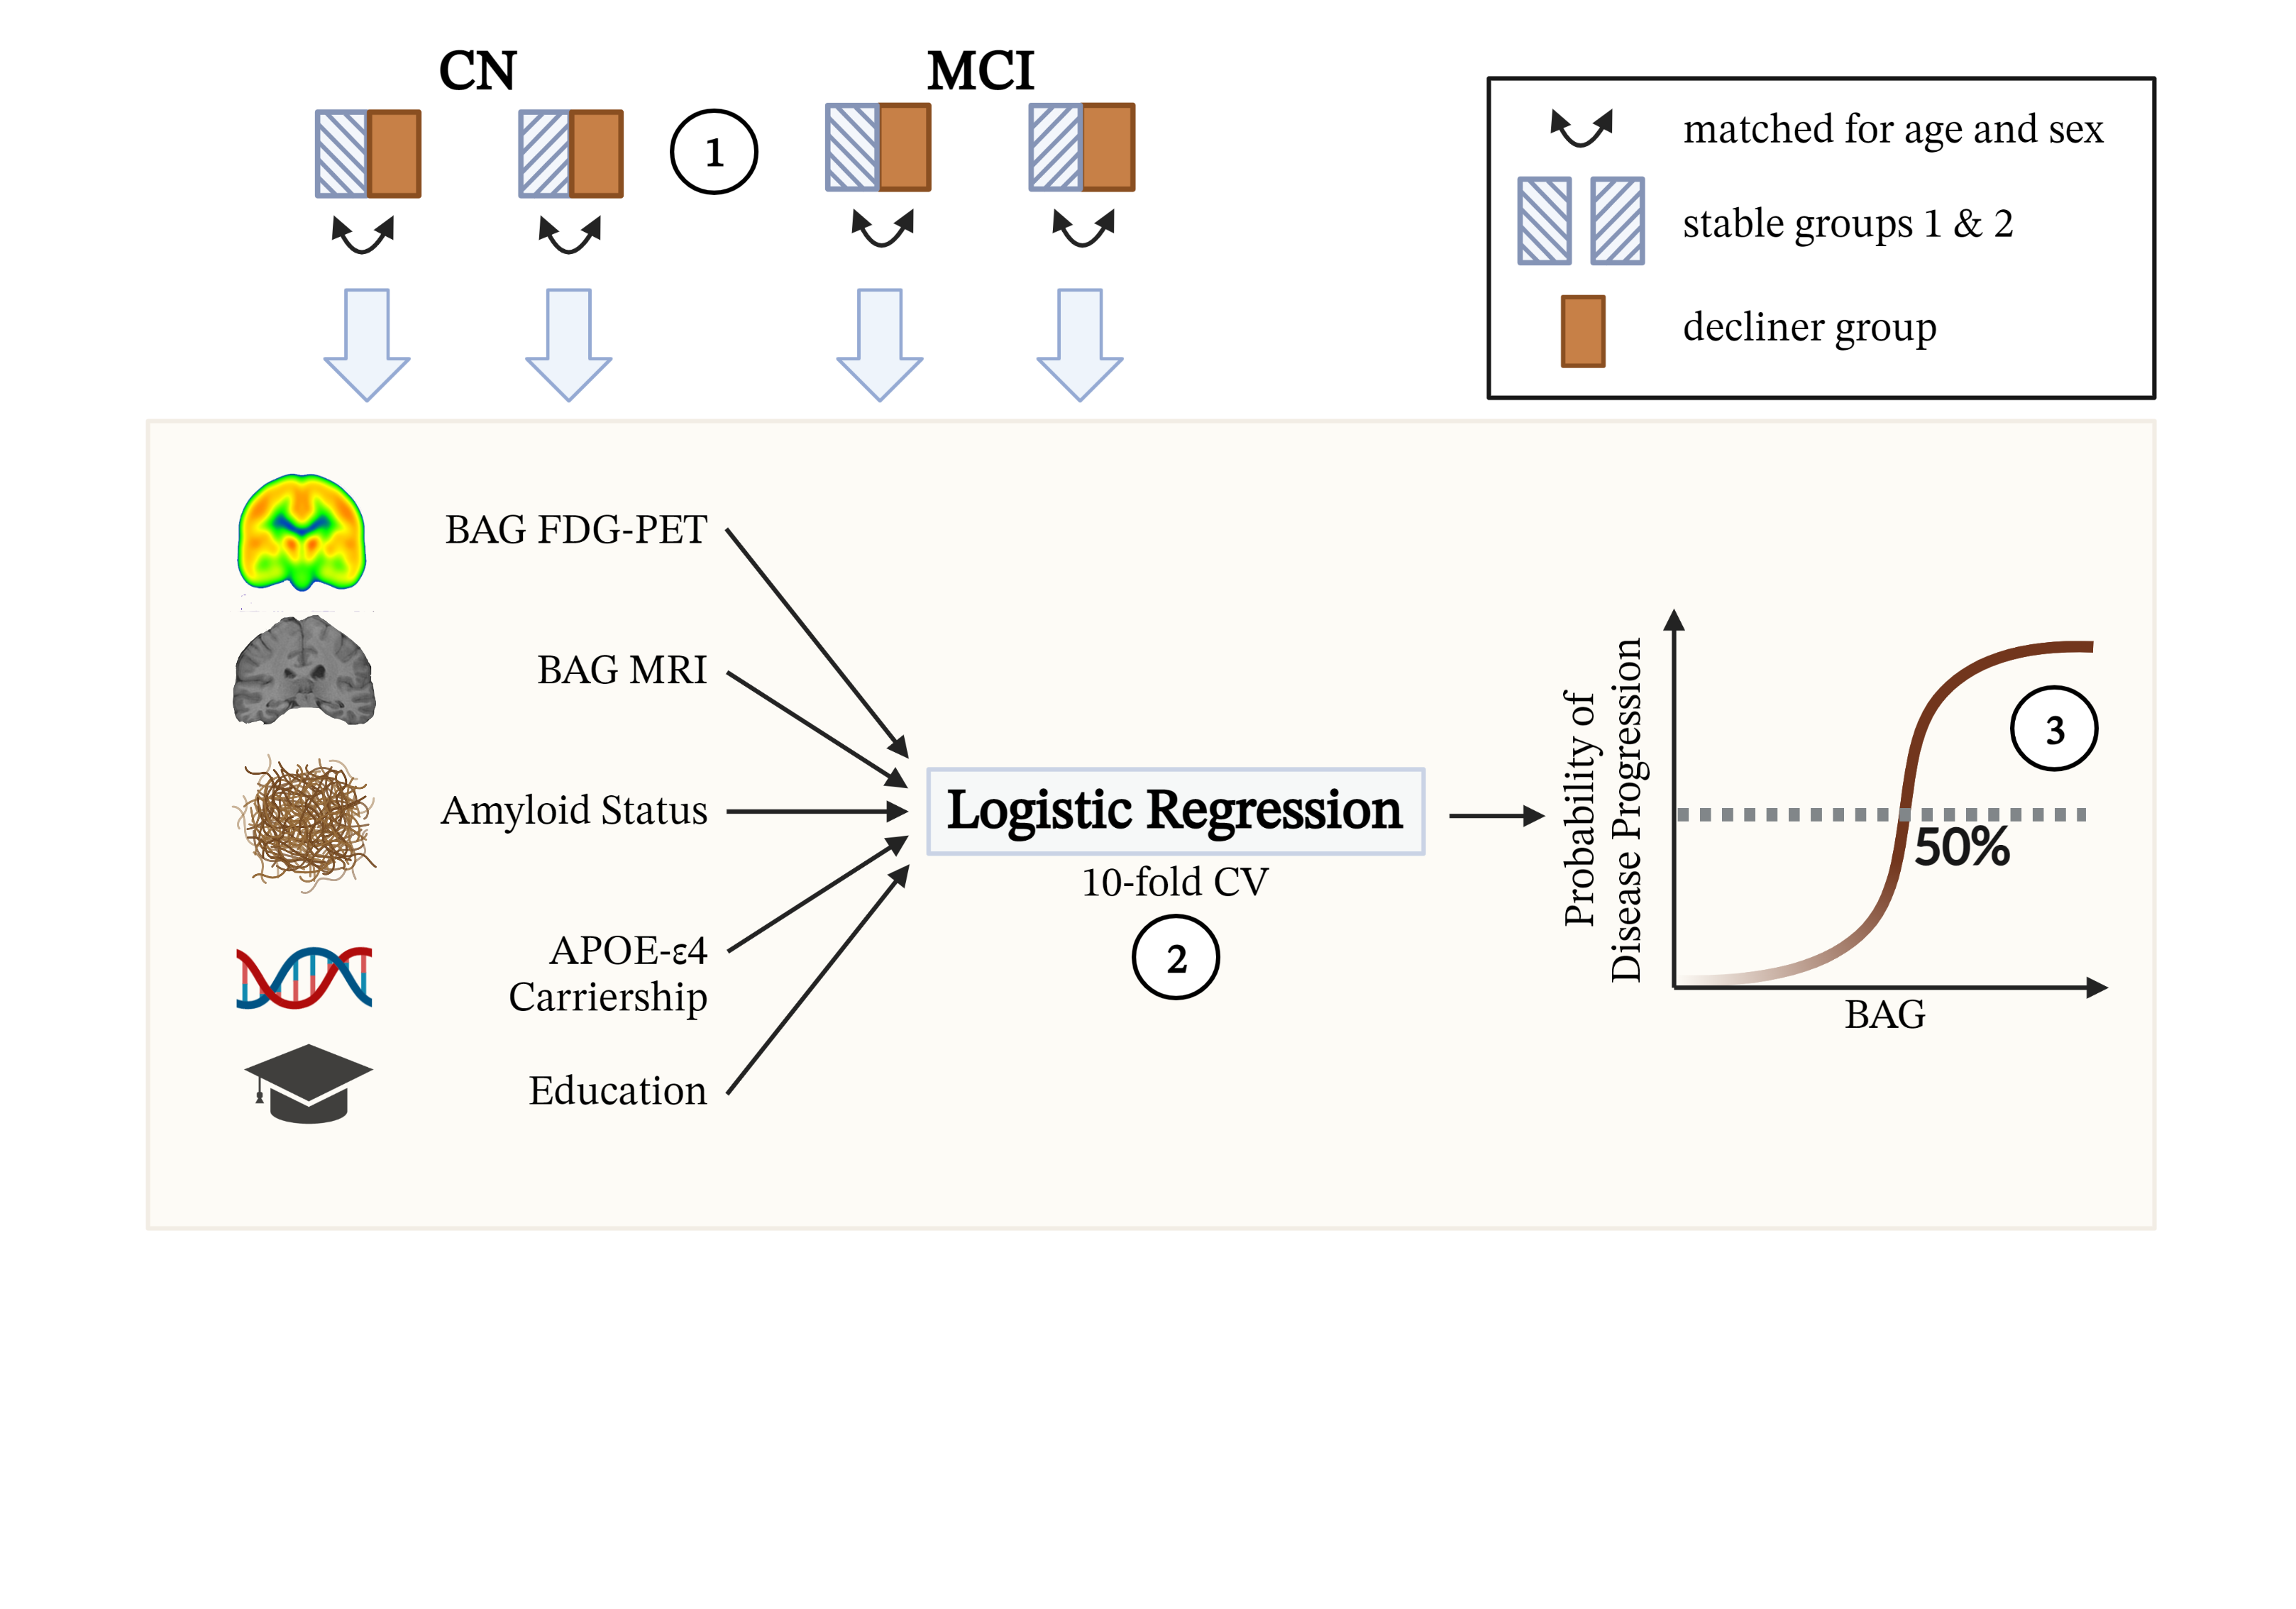 CN
MCI
1
matched for age and sex
stable groups 1 & 2
decliner group
BAG FDG-PET
BAG MRI
Amyloid Status
APOE-ε4
Carriership
Education
Logistic Regression
10-fold CV
2
Probability of
Disease Progression
3
50%
BAG